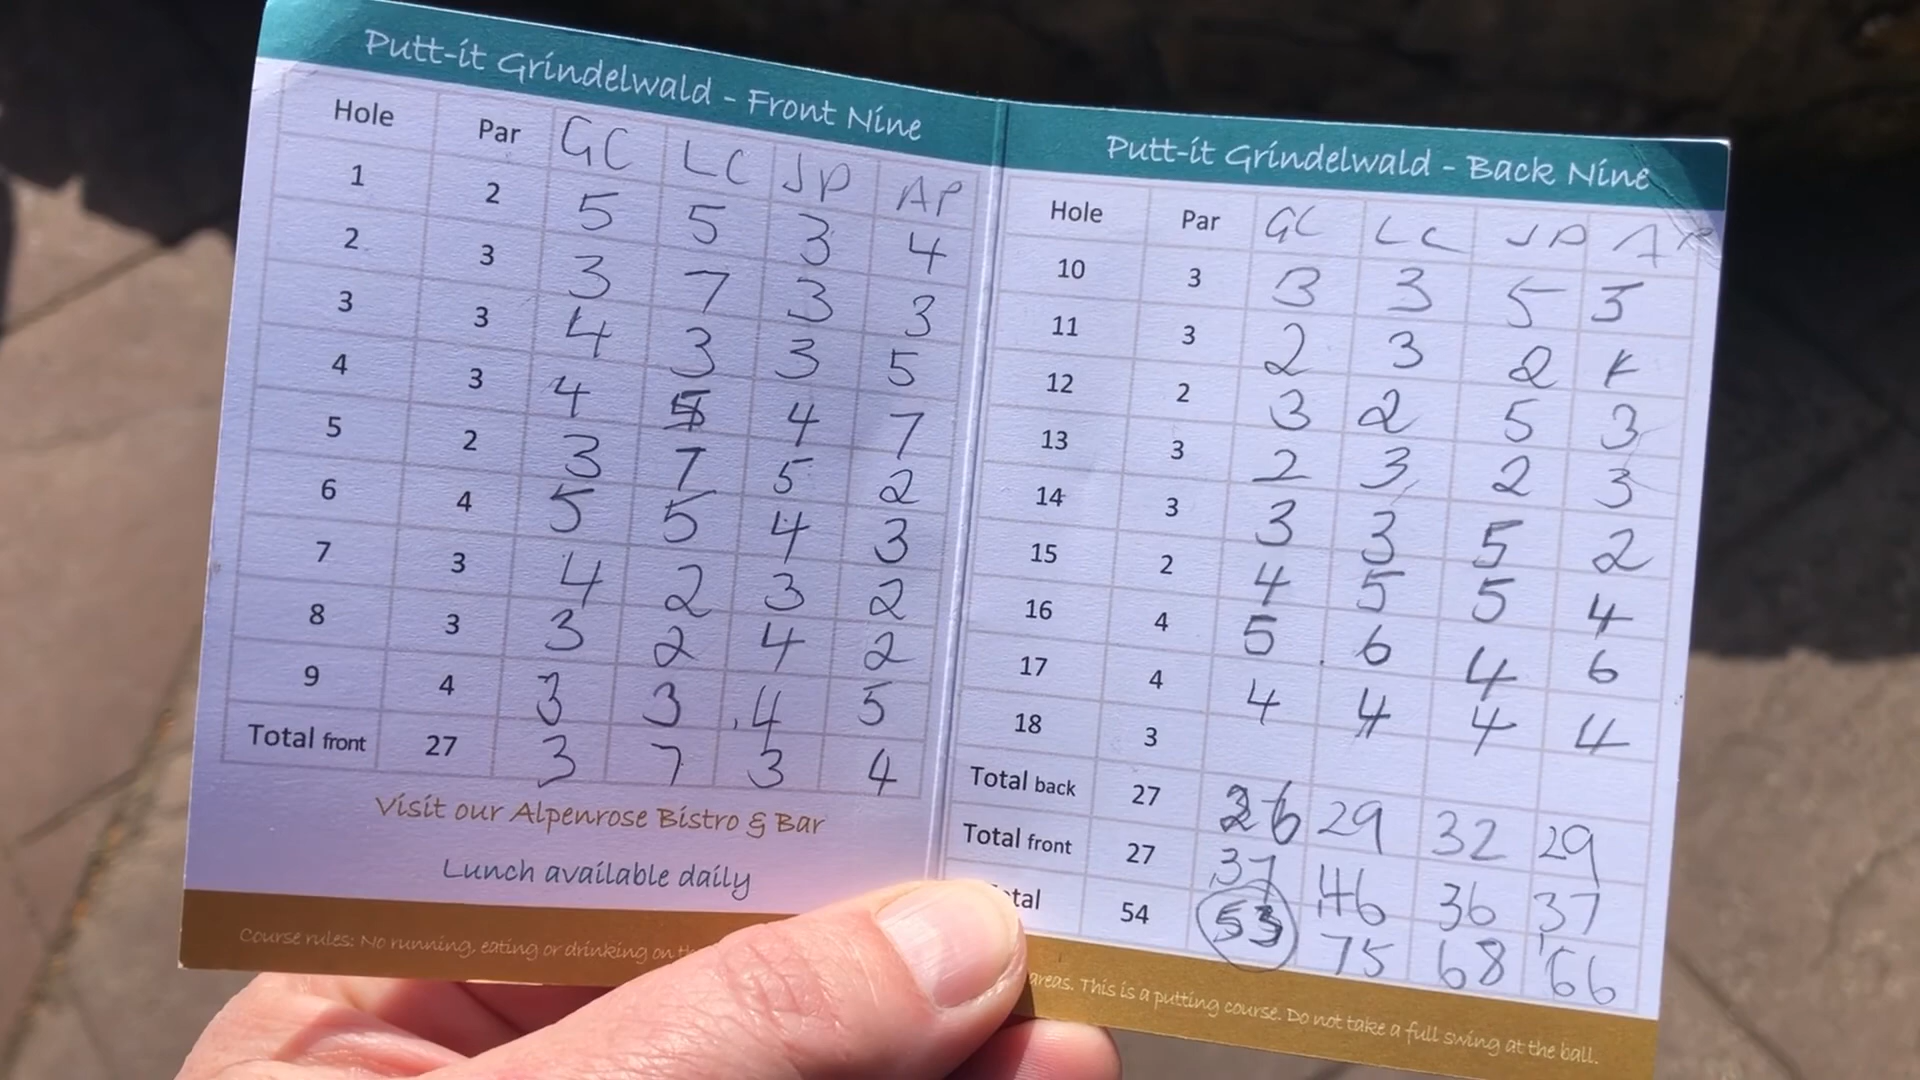 Putt-it Grindelwald - Front Nine
Hole Par GC LC JP AP
1 2 5 5 3 4
2 3 3 7 3 3
3 3 4 3 3 5
4 3 4 5 4 7
5 2 3 7 5 2
6 4 5 5 4 3
7 3 4 2 3 2
8 3 3 2 4 2
9 4 3 3 4 5
Total front 27 3 7 3 4
Visit our Alpenrose Bistro & Bar
Lunch available daily
Course rules: No running, eating or drinking on
Putt-it Grindelwald - Back Nine
Hole Par GC LC JP AP
10 3 3 3 5 3
11 3 2 3 2 4
12 2 3 2 5 3
13 3 2 3 2 3
14 3 3 3 5 2
15 2 4 5 5 4
16 4 5 6 4 6
17 4 4 4 4 4
18 3
Total back 27 26 29 32 29
Total front 27 37 46 36 37
Total 54 53 75 68 66
areas. This is a putting course. Do not take a full swing at the ball.